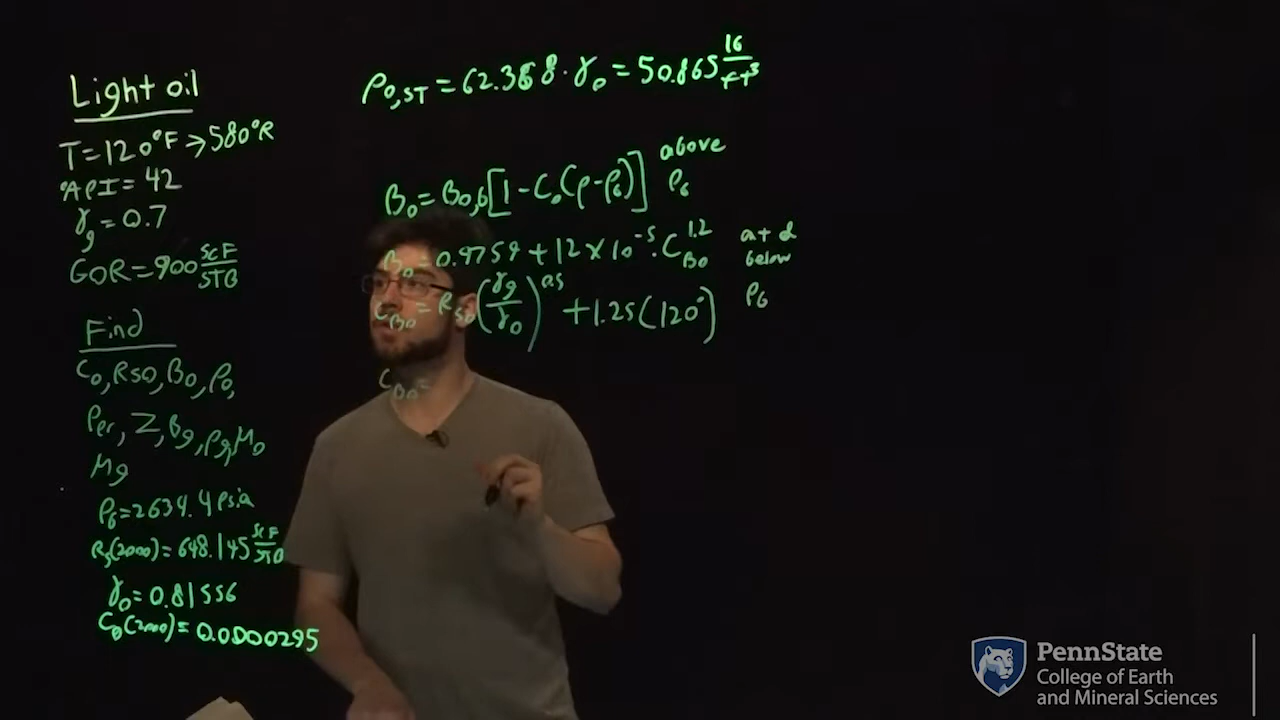 Light oil
T=120°F→580°R
°API=42
γg=0.7
GOR=900 SCF/STB
Find
Co, Rso, Bo, ρo,
Per, Z, Bg, ρg, μo
μg
Pb=2634.4 Psia
Rs(2000)=648.145 SCF/STB
γo=0.81556
Co(2000)=0.0000295
ρo,ST=62.368·γo=50.865 lb/ft³
Bo=Bo,b[1-Co(P-Pb)] above Pb
Bo=0.9759+12×10⁻⁵·CBo^1.2 at d below Pb
CBo=Rso(γg/γo)^0.5+1.25(120°)
CBo=
PennState
College of Earth
and Mineral Sciences